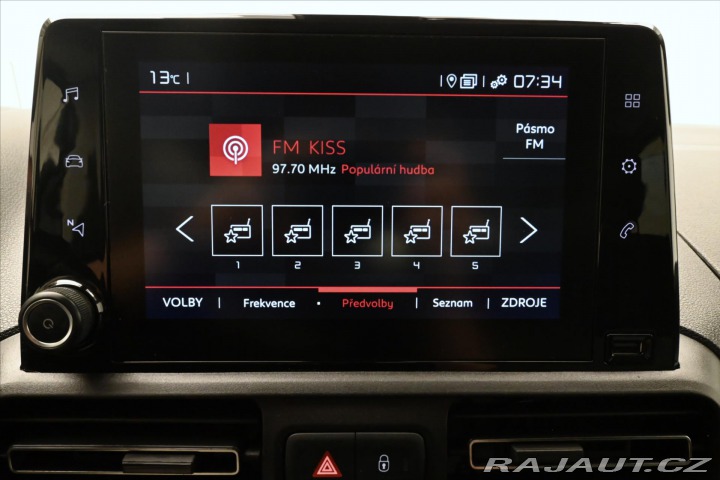 13°C
07:34
FM KISS
97.70 MHz Populární hudba
Pásmo
FM
1 2 3 4 5
VOLBY Frekvence • Předvolby Seznam ZDROJE
N
RAJAUT.CZ